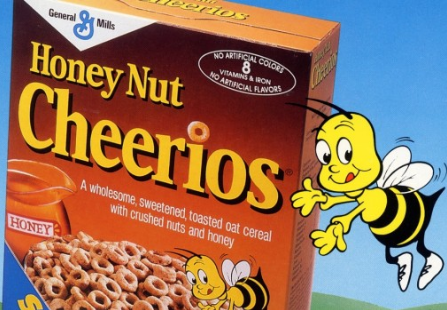 Cheerios
General Mills
NO ARTIFICIAL COLORS
8
VITAMINS & IRON
NO ARTIFICIAL FLAVORS
Honey Nut
Cheerios®
A wholesome, sweetened, toasted oat cereal
with crushed nuts and honey
HONEY